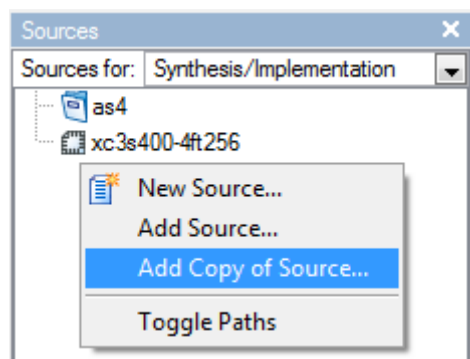 Sources
Sources for: Synthesis/Implementation
as4
xc3s400-4ft256
New Source...
Add Source...
Add Copy of Source...
Toggle Paths